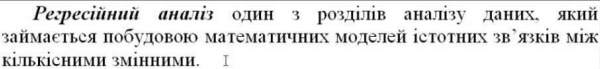 Регресійний аналіз один з розділів аналізу даних, який
займається побудовою математичних моделей істотних зв’язків між
кількісними змінними.